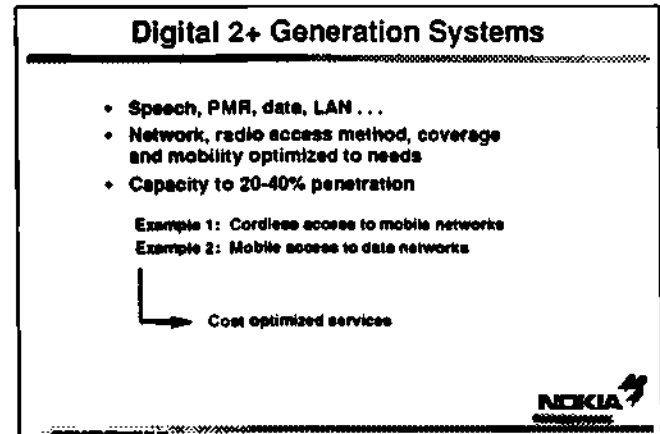 Digital 2+ Generation Systems
• Speech, PMR, data, LAN . . .
• Network, radio access method, coverage
and mobility optimized to needs
• Capacity to 20-40% penetration
Example 1: Cordless access to mobile networks
Example 2: Mobile access to data networks
Cost optimized services
NOKIA